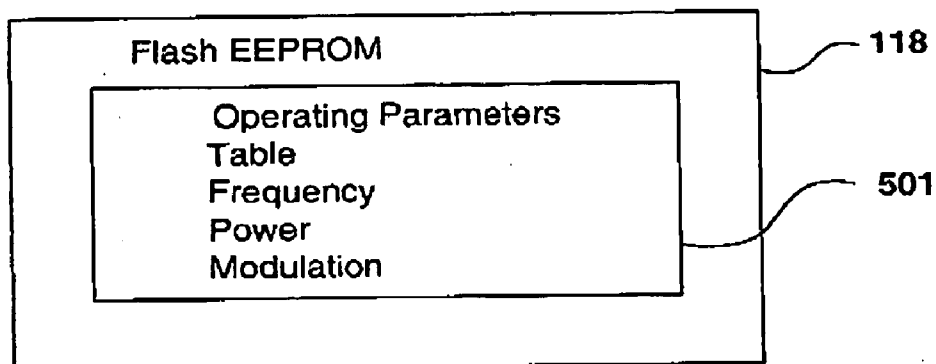 Flash EEPROM
118
Operating Parameters
Table
Frequency
501
Power
Modulation